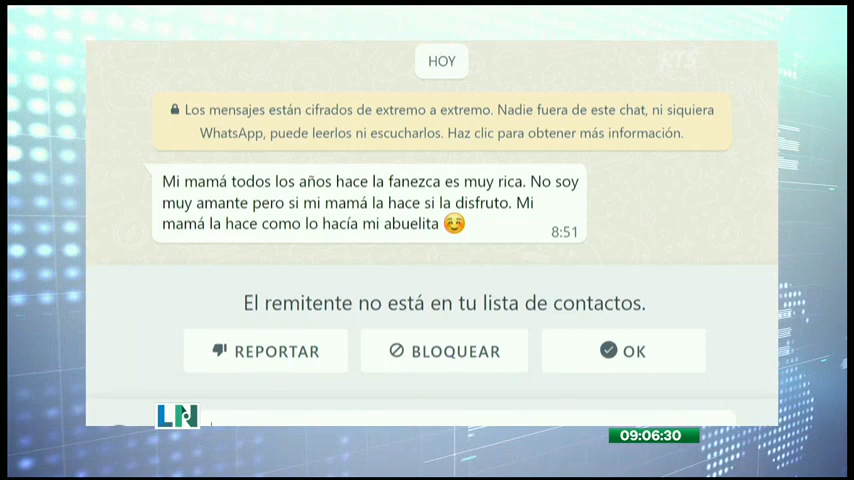 HOY
RTS
Los mensajes están cifrados de extremo a extremo. Nadie fuera de este chat, ni siquiera
WhatsApp, puede leerlos ni escucharlos. Haz clic para obtener más información.
Mi mamá todos los años hace la fanezca es muy rica. No soy
muy amante pero si mi mamá la hace si la disfruto. Mi
mamá la hace como lo hacía mi abuelita ☺️
8:51
El remitente no está en tu lista de contactos.
REPORTAR
BLOQUEAR
OK
LN
09:06:30